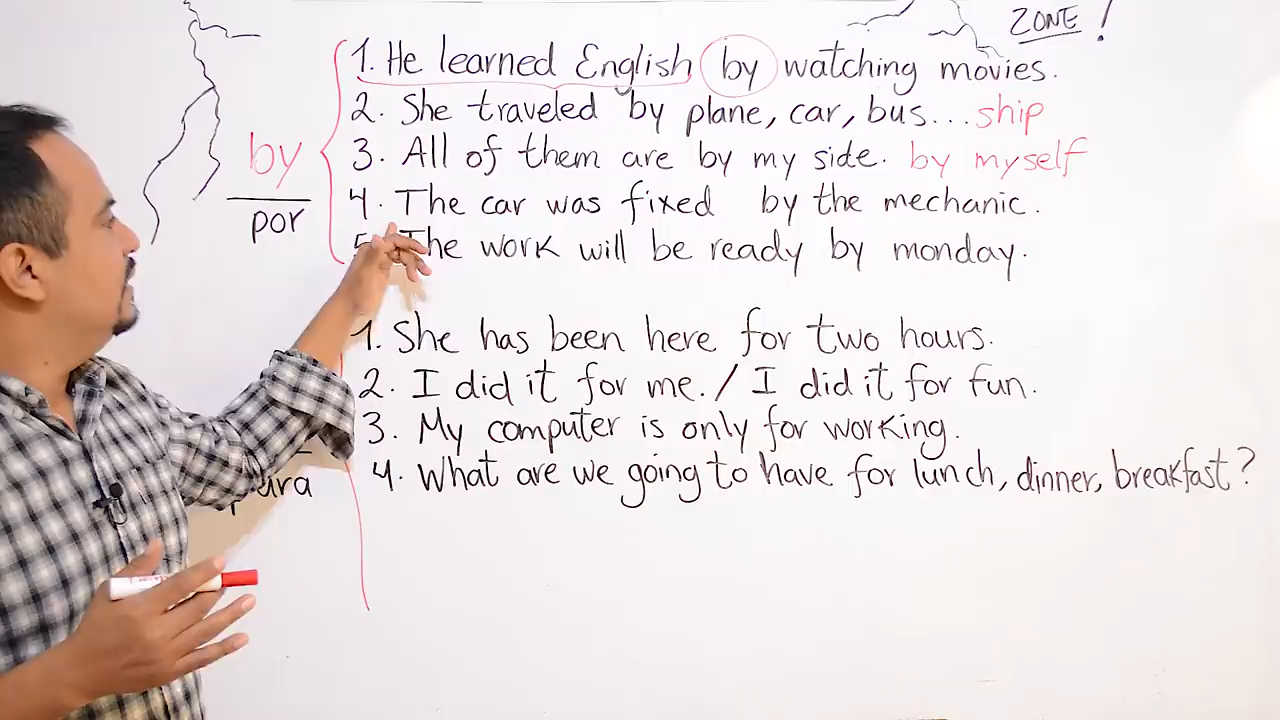 ZONE!
1. He learned English by watching movies.
2. She traveled by plane, car, bus... ship
3. All of them are by my side. by myself
by
por
4. The car was fixed by the mechanic.
5. The work will be ready by monday.
1. She has been here for two hours.
2. I did it for me. / I did it for fun.
3. My computer is only for working.
4. What are we going to have for lunch, dinner, breakfast?